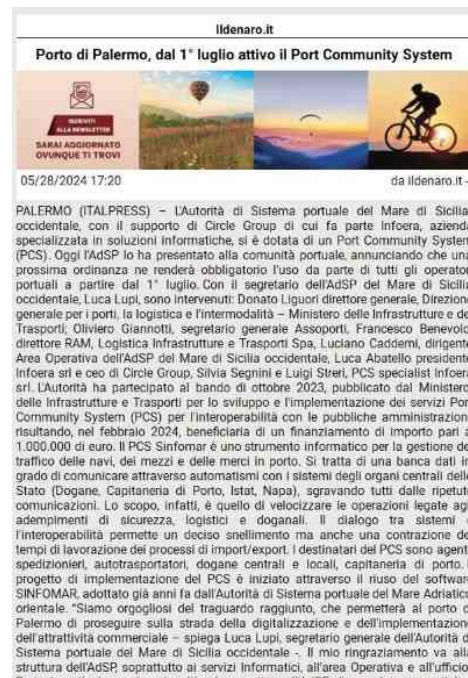 Ildenaro.it
Porto di Palermo, dal 1° luglio attivo il Port Community System
ISCRIVITI
ALLA NEWSLETTER
SARAI AGGIORNATO
OVUNQUE TI TROVI
05/28/2024 17:20
da ildenaro.it -
PALERMO (ITALPRESS) – L'Autorità di Sistema portuale del Mare di Sicilia
occidentale, con il supporto di Circle Group di cui fa parte Infoera, azienda
specializzata in soluzioni informatiche, si è dotata di un Port Community System
(PCS). Oggi l'AdSP lo ha presentato alla comunità portuale, annunciando che una
prossima ordinanza ne renderà obbligatorio l'uso da parte di tutti gli operator
portuali a partire dal 1° luglio. Con il segretario dell'AdSP del Mare di Sicilia
occidentale, Luca Lupi, sono intervenuti: Donato Liguori direttore generale, Direzion
generale per i porti, la logistica e l'intermodalità – Ministero delle Infrastrutture e de
Trasporti; Oliviero Giannotti, segretario generale Assoporti, Francesco Benevolo
direttore RAM, Logistica Infrastrutture e Trasporti Spa, Luciano Caddemi, dirigente
Area Operativa dell'AdSP del Mare di Sicilia occidentale, Luca Abatello presidente
Infoera srl e ceo di Circle Group, Silvia Segnini e Luigi Streri, PCS specialist Infoera
srl. L'Autorità ha partecipato al bando di ottobre 2023, pubblicato dal Ministero
delle Infrastrutture e Trasporti per lo sviluppo e l'implementazione dei servizi Por
Community System (PCS) per l'interoperabilità con le pubbliche amministrazion
risultando, nel febbraio 2024, beneficiaria di un finanziamento di importo pari a
1.000.000 di euro. Il PCS Sinfomar è uno strumento informatico per la gestione de
traffico delle navi, dei mezzi e delle merci in porto. Si tratta di una banca dati in
grado di comunicare attraverso automatismi con i sistemi degli organi centrali dello
Stato (Dogane, Capitaneria di Porto, Istat, Napa), sgravando tutti dalle ripetut
comunicazioni. Lo scopo, infatti, è quello di velocizzare le operazioni legate agl
adempimenti di sicurezza, logistici e doganali. Il dialogo tra sistemi e
l'interoperabilità permette un deciso snellimento ma anche una contrazione de
tempi di lavorazione dei processi di import/export. I destinatari del PCS sono agent
spedizionieri, autotrasportatori, dogane centrali e locali, capitaneria di porto. I
progetto di implementazione del PCS è iniziato attraverso il riuso del software
SINFOMAR, adottato già anni fa dall'Autorità di Sistema portuale del Mare Adriatico
orientale. "Siamo orgogliosi del traguardo raggiunto, che permetterà al porto d
Palermo di proseguire sulla strada della digitalizzazione e dell'implementazione
dell'attrattività commerciale – spiega Luca Lupi, segretario generale dell'Autorità d
Sistema portuale del Mare di Sicilia occidentale -. Il mio ringraziamento va alla
struttura dell'AdSP, soprattutto ai servizi Informatici, all'area Operativa e all'ufficio